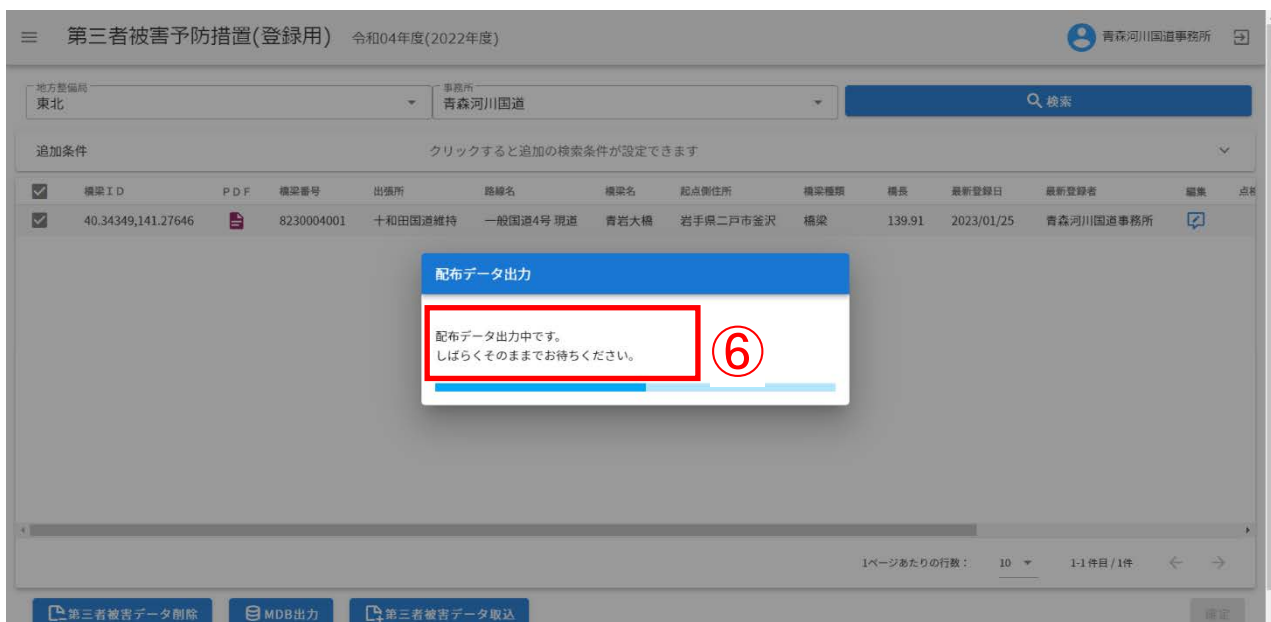 第三者被害予防措置(登録用) 令和04年度(2022年度) 青森河川国道事務所
地方整備局 事務所
東北 青森河川国道 検索
追加条件 クリックすると追加の検索条件が設定できます
橋梁ID PDF 橋梁番号 出張所 路線名 橋梁名 起点側住所 橋梁種類 橋長 最新登録日 最新登録者 編集 点検
40.34349,141.27646 8230004001 十和田国道維持 一般国道4号 現道 青岩大橋 岩手県二戸市釜沢 橋梁 139.91 2023/01/25 青森河川国道事務所
配布データ出力
配布データ出力中です。
しばらくそのままでお待ちください。
⑥
1ページあたりの行数： 10 1-1 件目 / 1件
第三者被害データ削除 MDB出力 第三者被害データ取込 確定